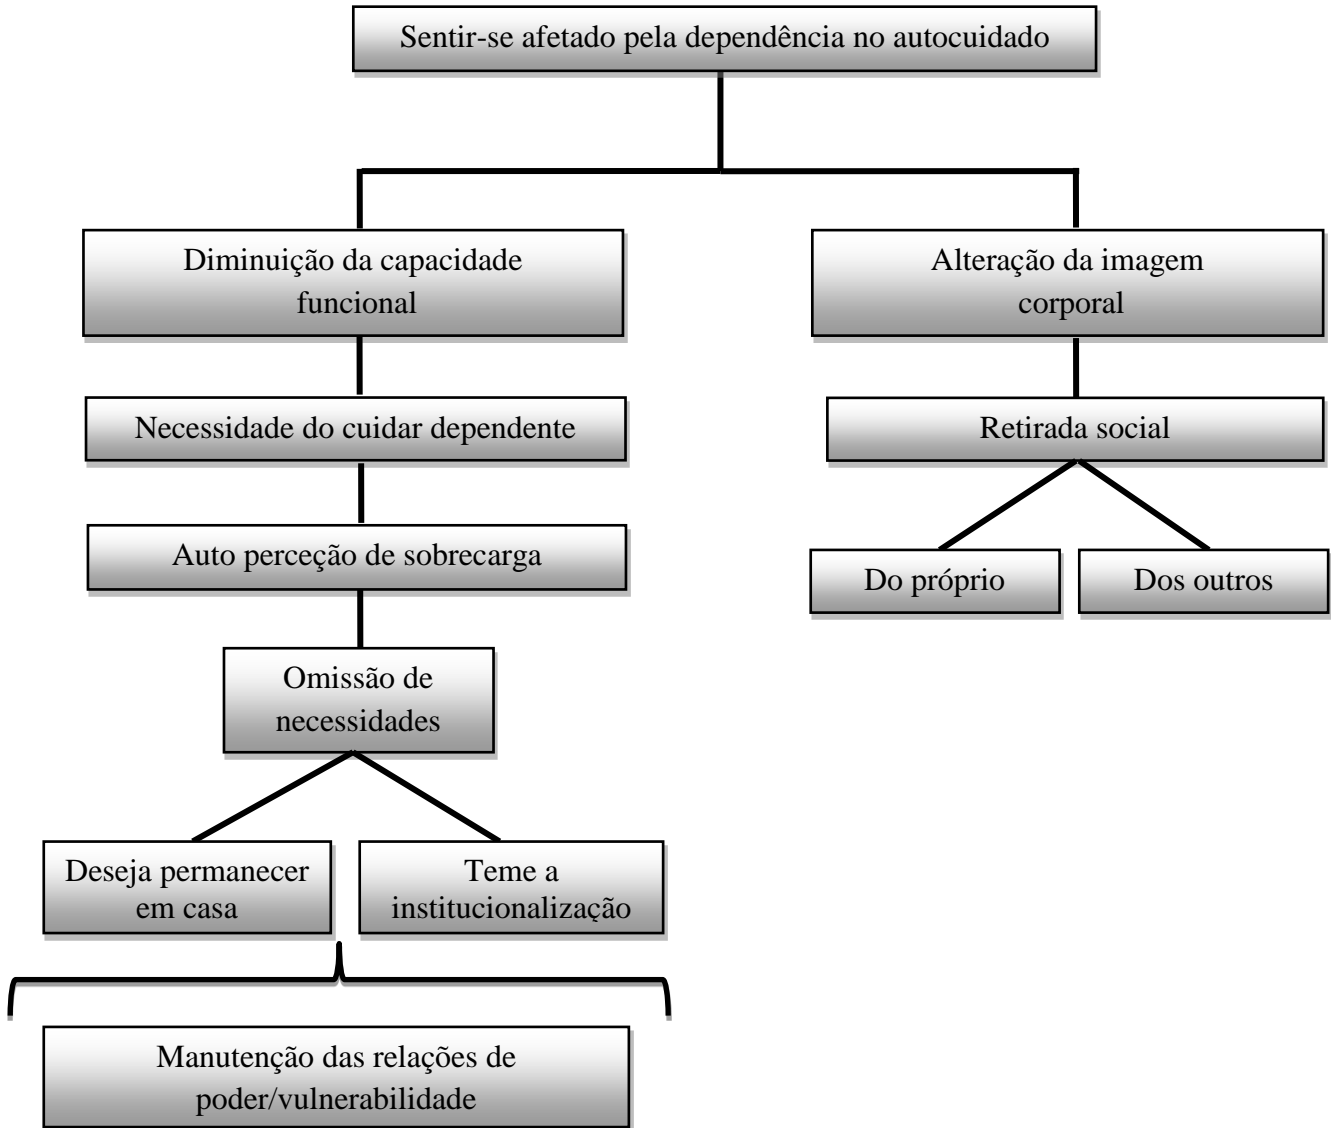 Sentir-se afetado pela dependência no autocuidado
Diminuição da capacidade
funcional
Alteração da imagem
corporal
Necessidade do cuidar dependente
Retirada social
Auto perceção de sobrecarga
Do próprio
Dos outros
Omissão de
necessidades
Deseja permanecer
em casa
Teme a
institucionalização
Manutenção das relações de
poder/vulnerabilidade